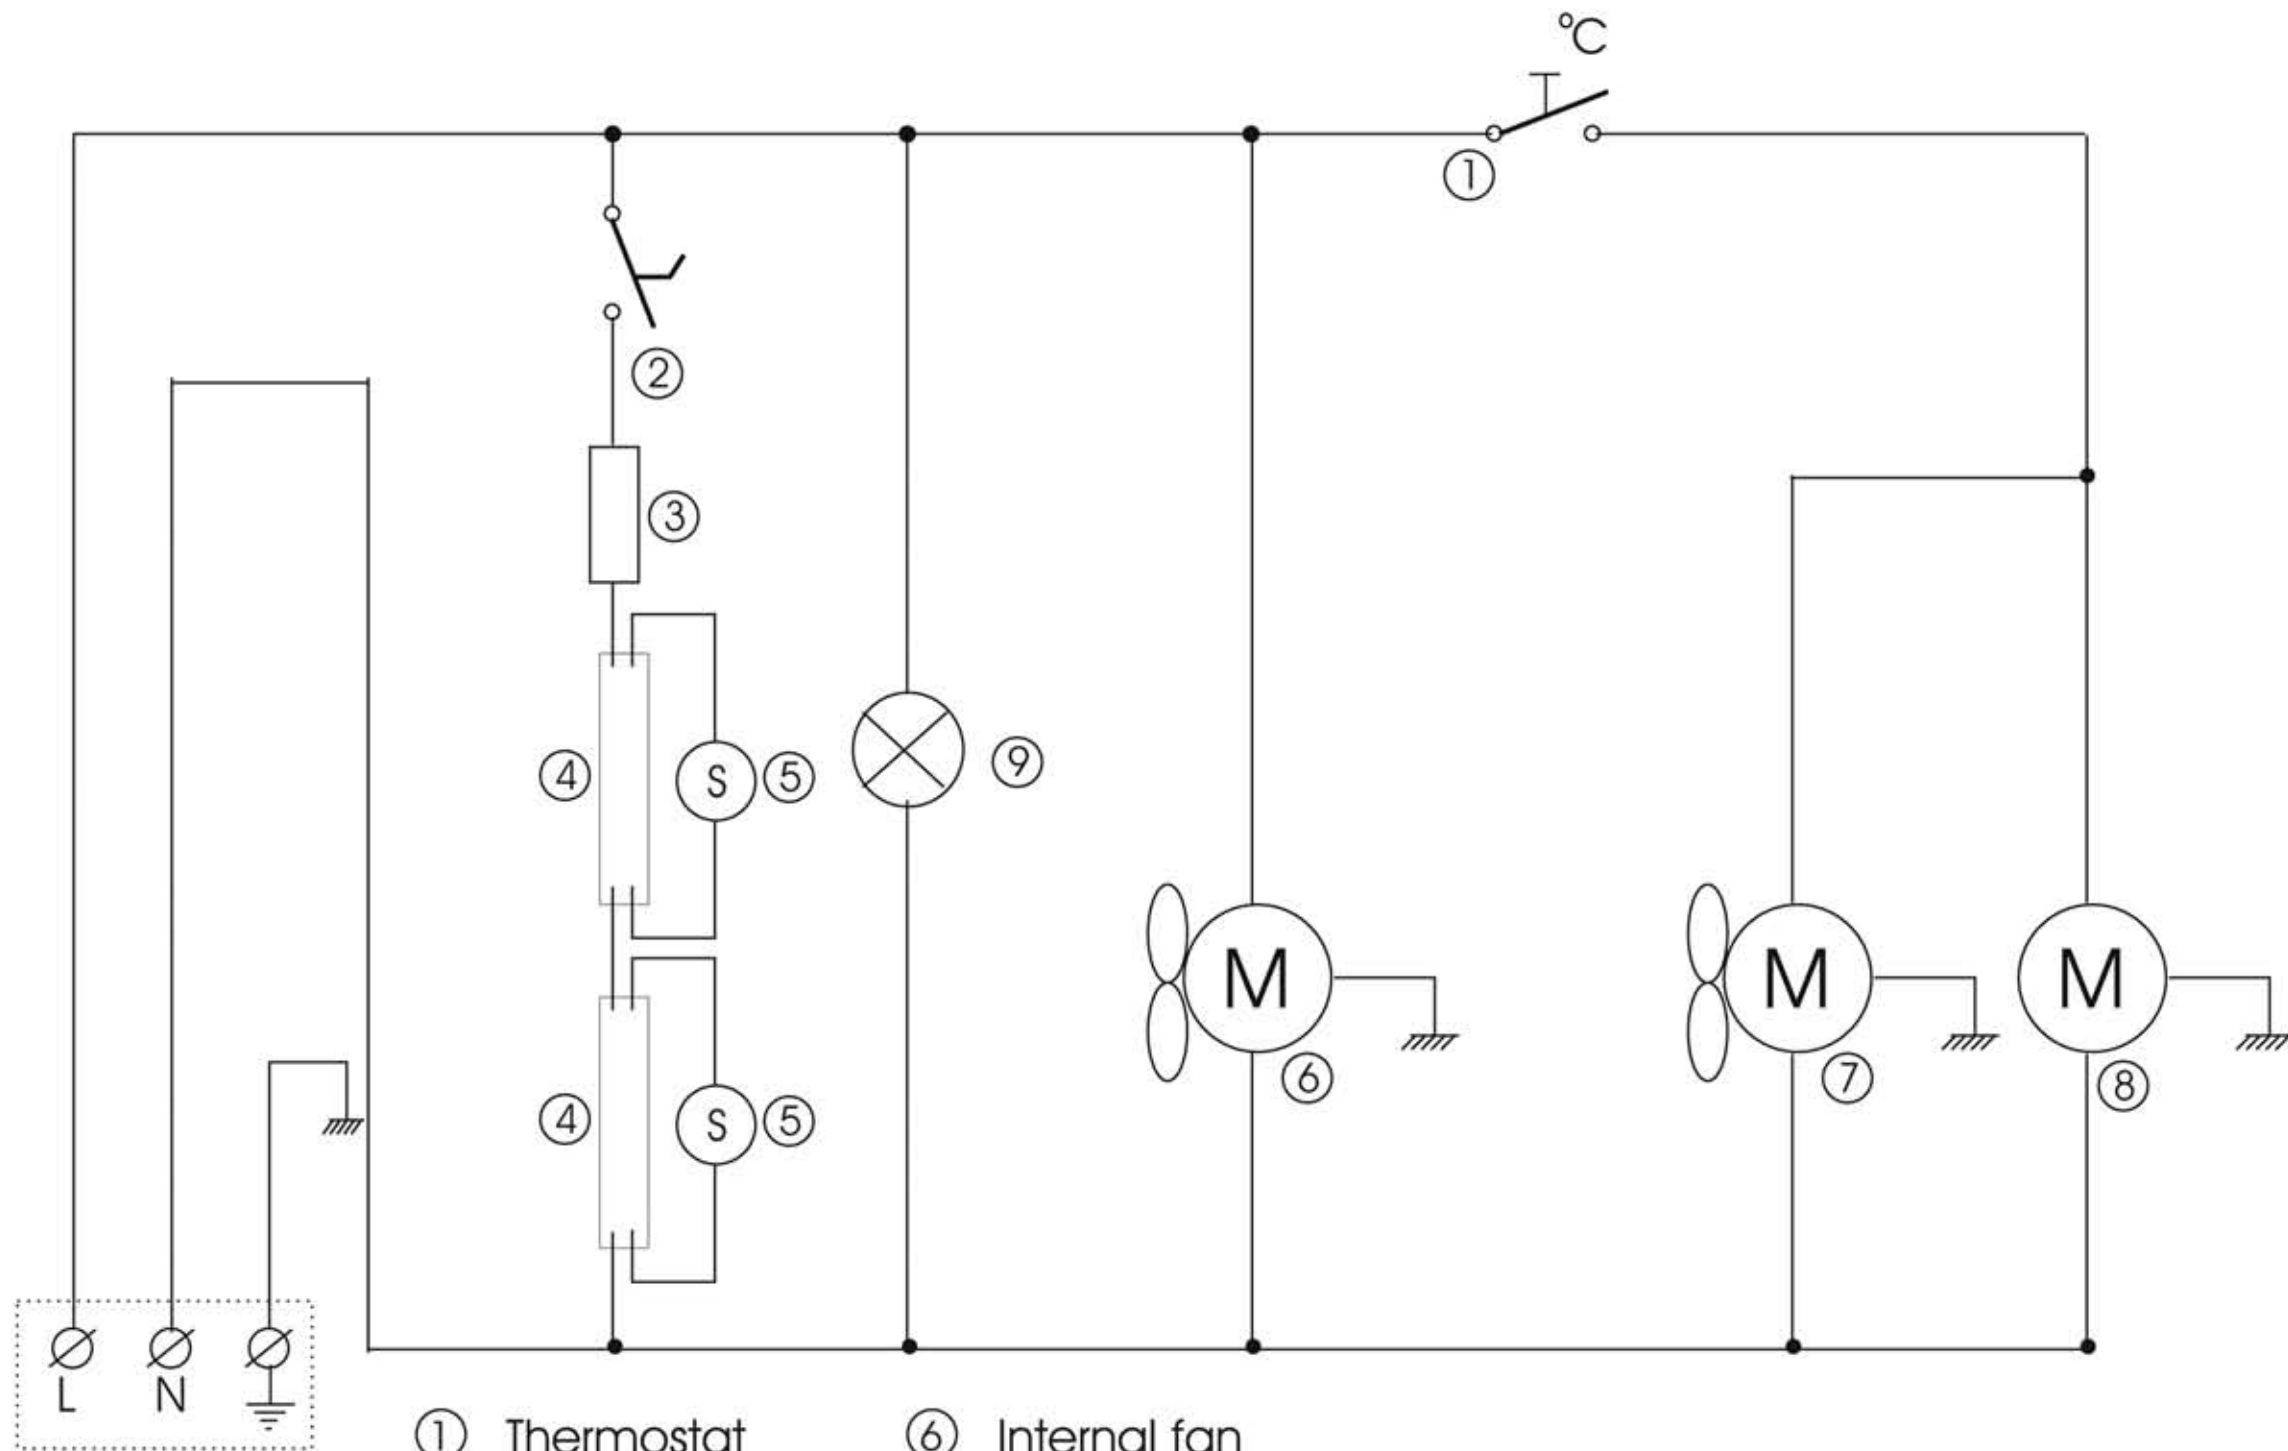 °C
①
②
③
④ S ⑤
⑨
M M M
⑥ ⑦ ⑧
④ S ⑤
L N
① Thermostat ⑥ Internal fan